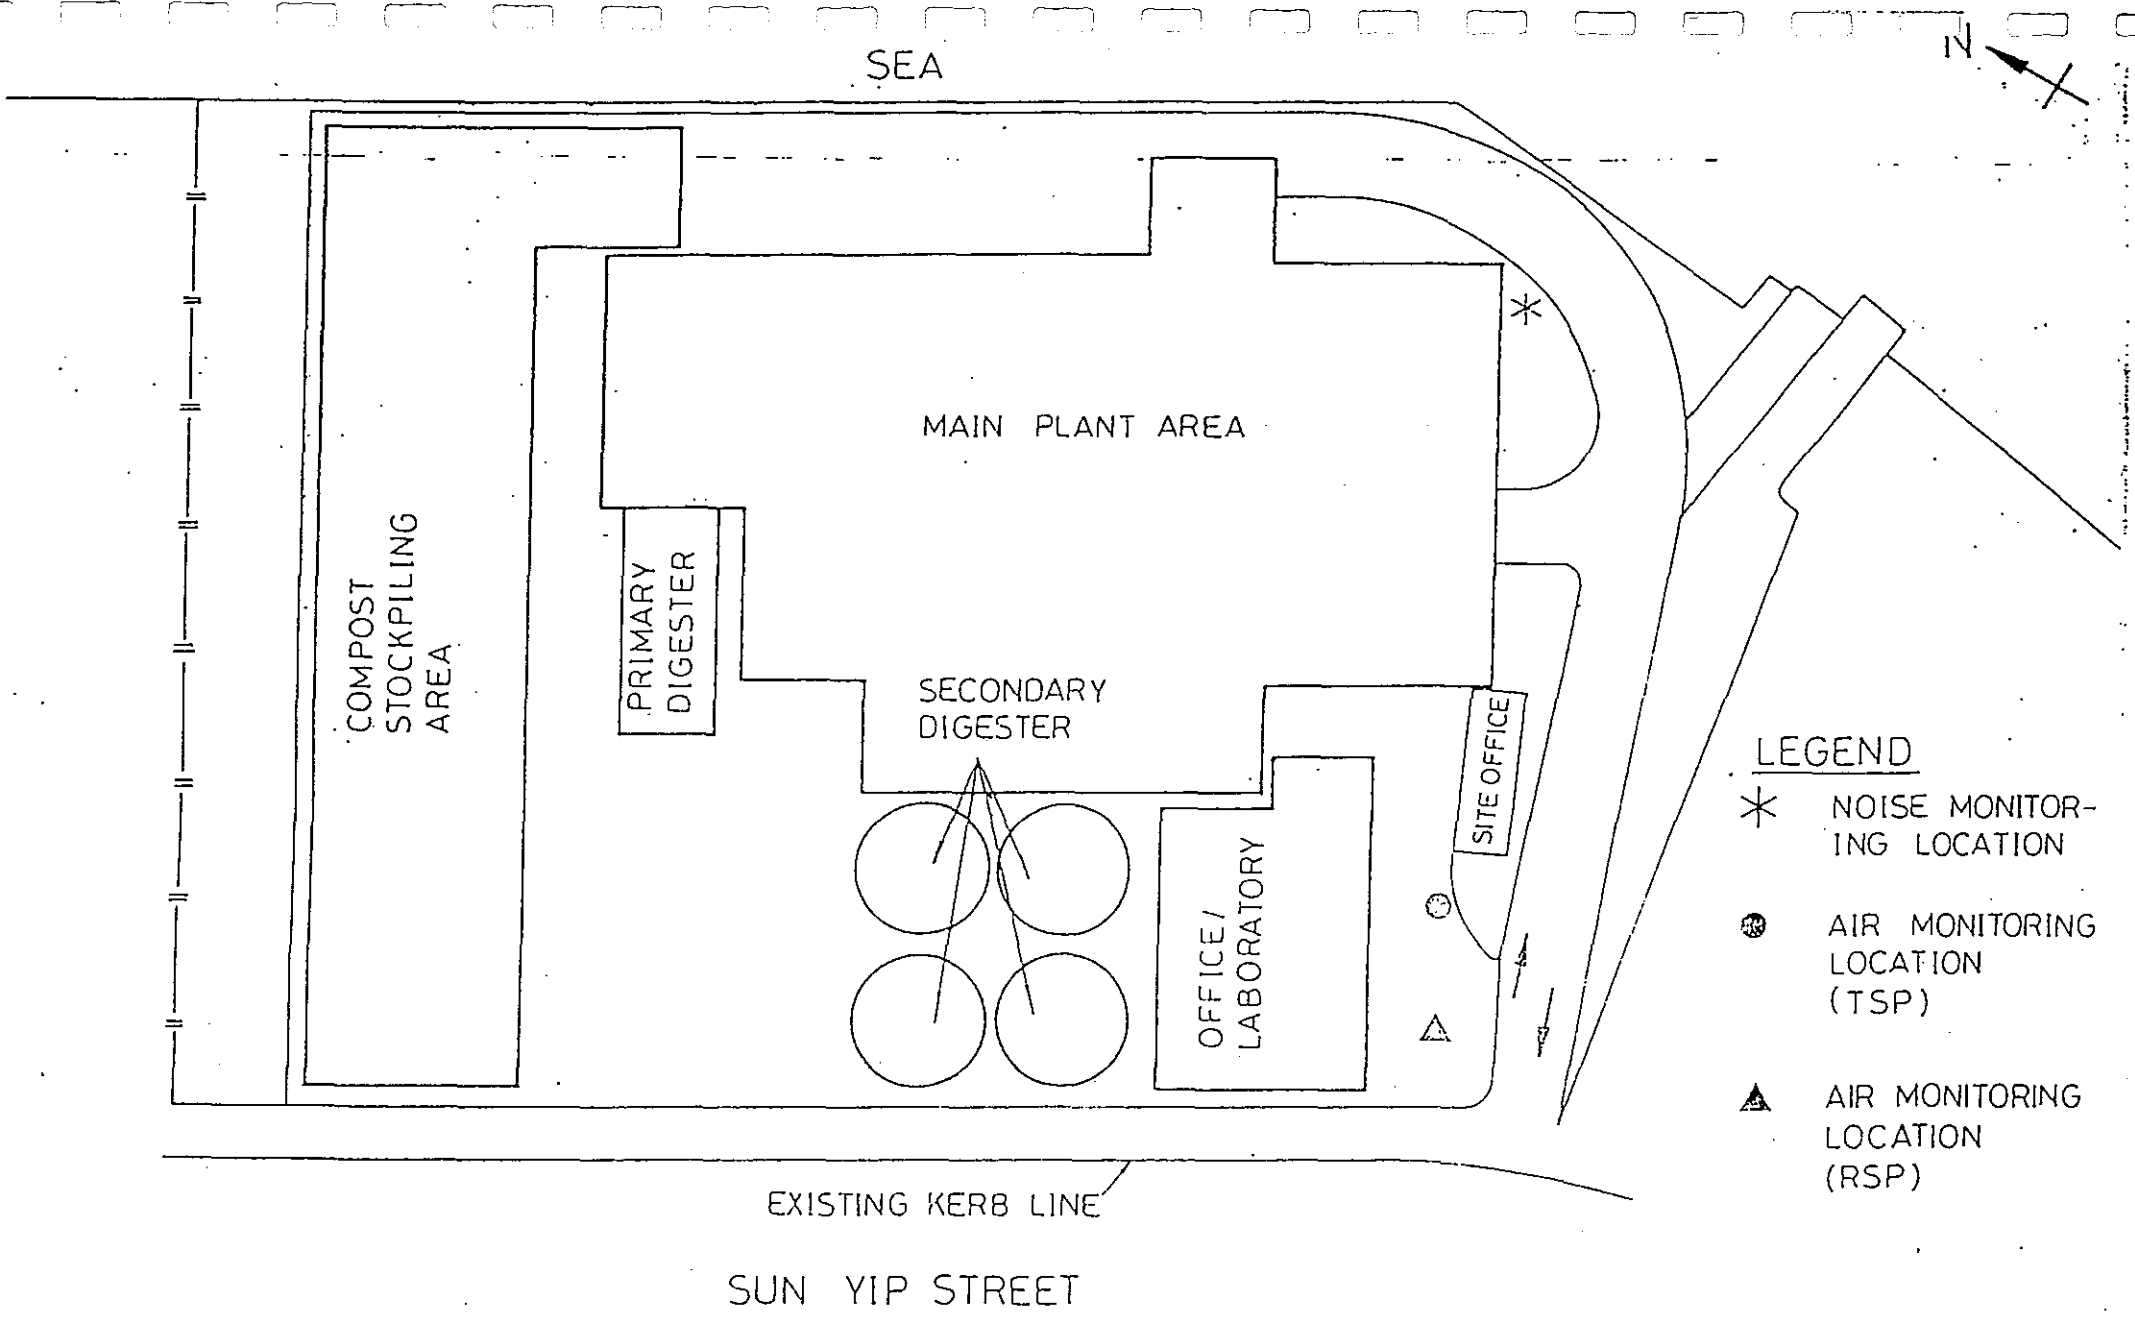 SEA
N
MAIN PLANT AREA
COMPOST
STOCKPILING
AREA
PRIMARY
DIGESTER
SECONDARY
DIGESTER
SITE OFFICE
OFFICE/
LABORATORY
LEGEND
NOISE MONITOR-
ING LOCATION
AIR MONITORING
LOCATION
(TSP)
AIR MONITORING
LOCATION
(RSP)
EXISTING KERB LINE
SUN YIP STREET